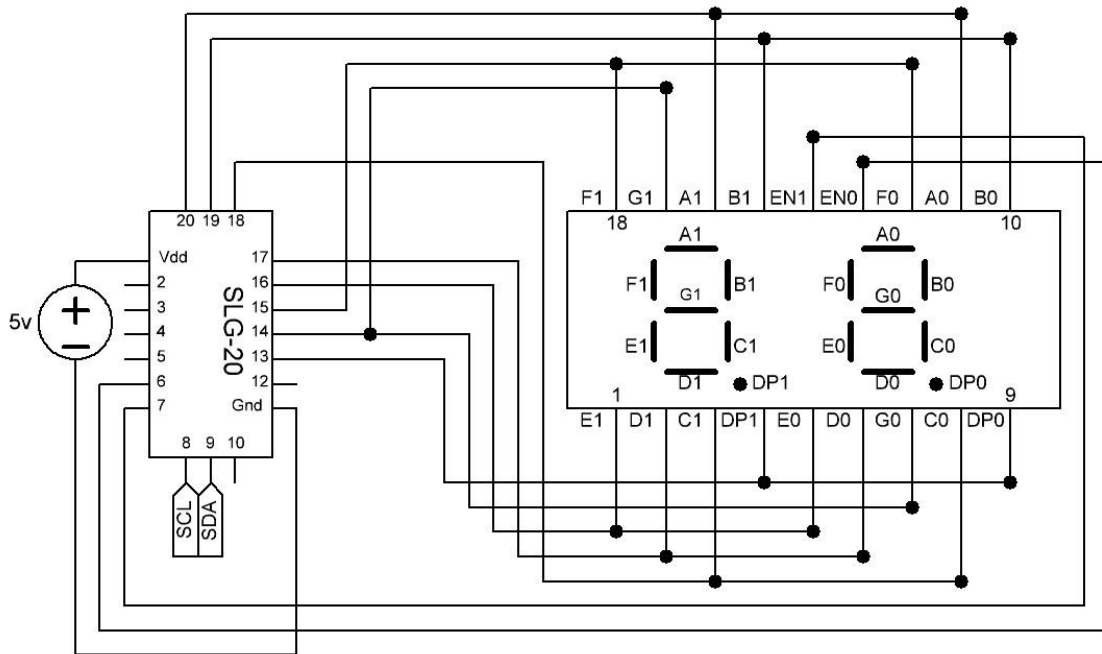 20 19 18
F1 G1 A1 B1 EN1 EN0 F0 A0 B0
18 10
Vdd 17
2 16
3 15
4 14
5 13
6 12
7 Gnd
SLG-20
5v
8 9 10
SCL SDA
A1 A0
F1 B1 F0 B0
G1 G0
E1 C1 E0 C0
D1 DP1 D0 DP0
1 9
E1 D1 C1 DP1 E0 D0 G0 C0 DP0